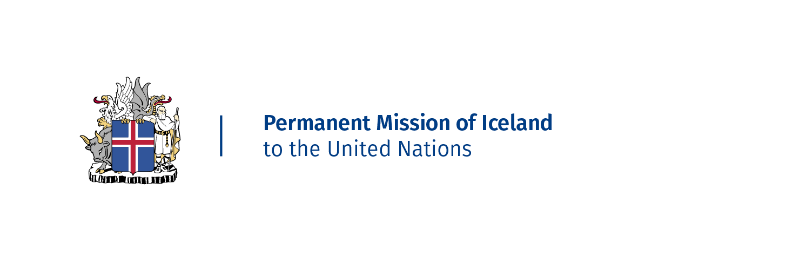 Permanent Mission of Iceland
to the United Nations